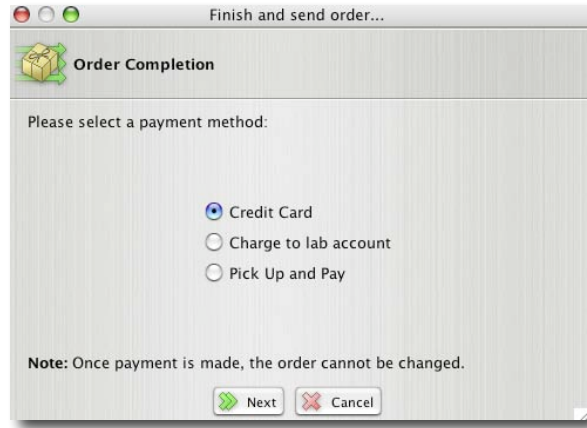 Finish and send order...
Order Completion
Please select a payment method:
Credit Card
Charge to lab account
Pick Up and Pay
Note: Once payment is made, the order cannot be changed.
Next Cancel